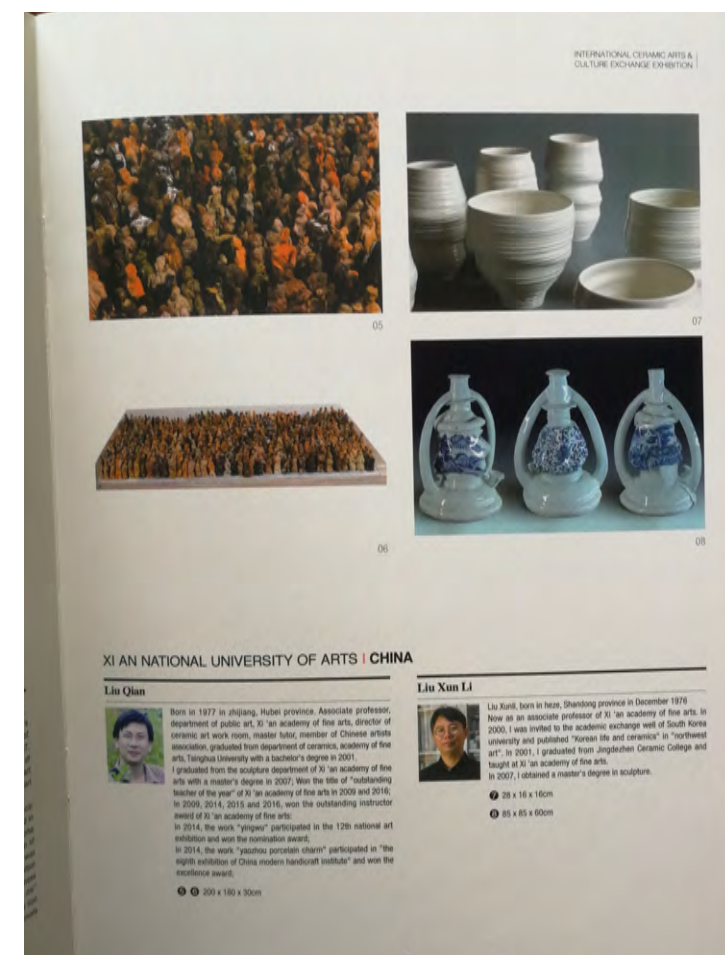 INTERNATIONAL CERAMIC ARTS &
CULTURE EXCHANGE EXHIBITION
05
07
06
08
XI AN NATIONAL UNIVERSITY OF ARTS | CHINA
Liu Qian
Born in 1977 in zhijiang, Hubei province. Associate professor,
department of public art, Xi 'an academy of fine arts, director of
ceramic art work room, master tutor, member of Chinese artists
association, graduated from department of ceramics, academy of fine
arts, Tsinghua University with a bachelor's degree in 2001.
I graduated from the sculpture department of Xi 'an academy of fine
arts with a master's degree in 2007; Won the title of "outstanding
teacher of the year" of Xi 'an academy of fine arts in 2009 and 2016;
In 2009, 2014, 2015 and 2016, won the outstanding instructor
award of Xi 'an academy of fine arts:
In 2014, the work "yingwu" participated in the 12th national art
exhibition and won the nomination award;
In 2014, the work "yaozhou porcelain charm" participated in "the
eighth exhibition of China modern handicraft institute" and won the
excellence award;
5 6 200 x 180 x 30cm
Liu Xun Li
Liu Xunli, born in heze, Shandong province in December 1976
Now as an associate professor of Xi 'an academy of fine arts. In
2000, I was invited to the academic exchange well of South Korea
university and published "Korean life and ceramics" in "northwest
art". In 2001, I graduated from Jingdezhen Ceramic College and
taught at Xi 'an academy of fine arts.
In 2007, I obtained a master's degree in sculpture.
7 28 x 16 x 16cm
8 85 x 85 x 60cm